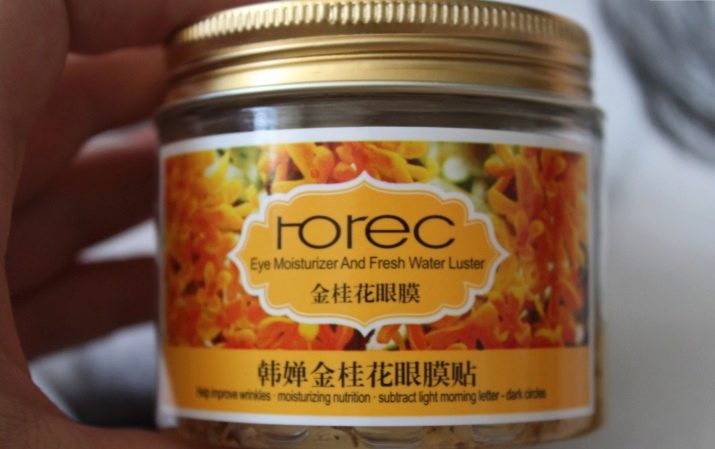 rorec
Eye Moisturizer And Fresh Water Luster
金桂花眼膜
韩婵金桂花眼膜贴
Help improve wrinkles · moisturizing nutrition · subtract light morning letter - dark circles